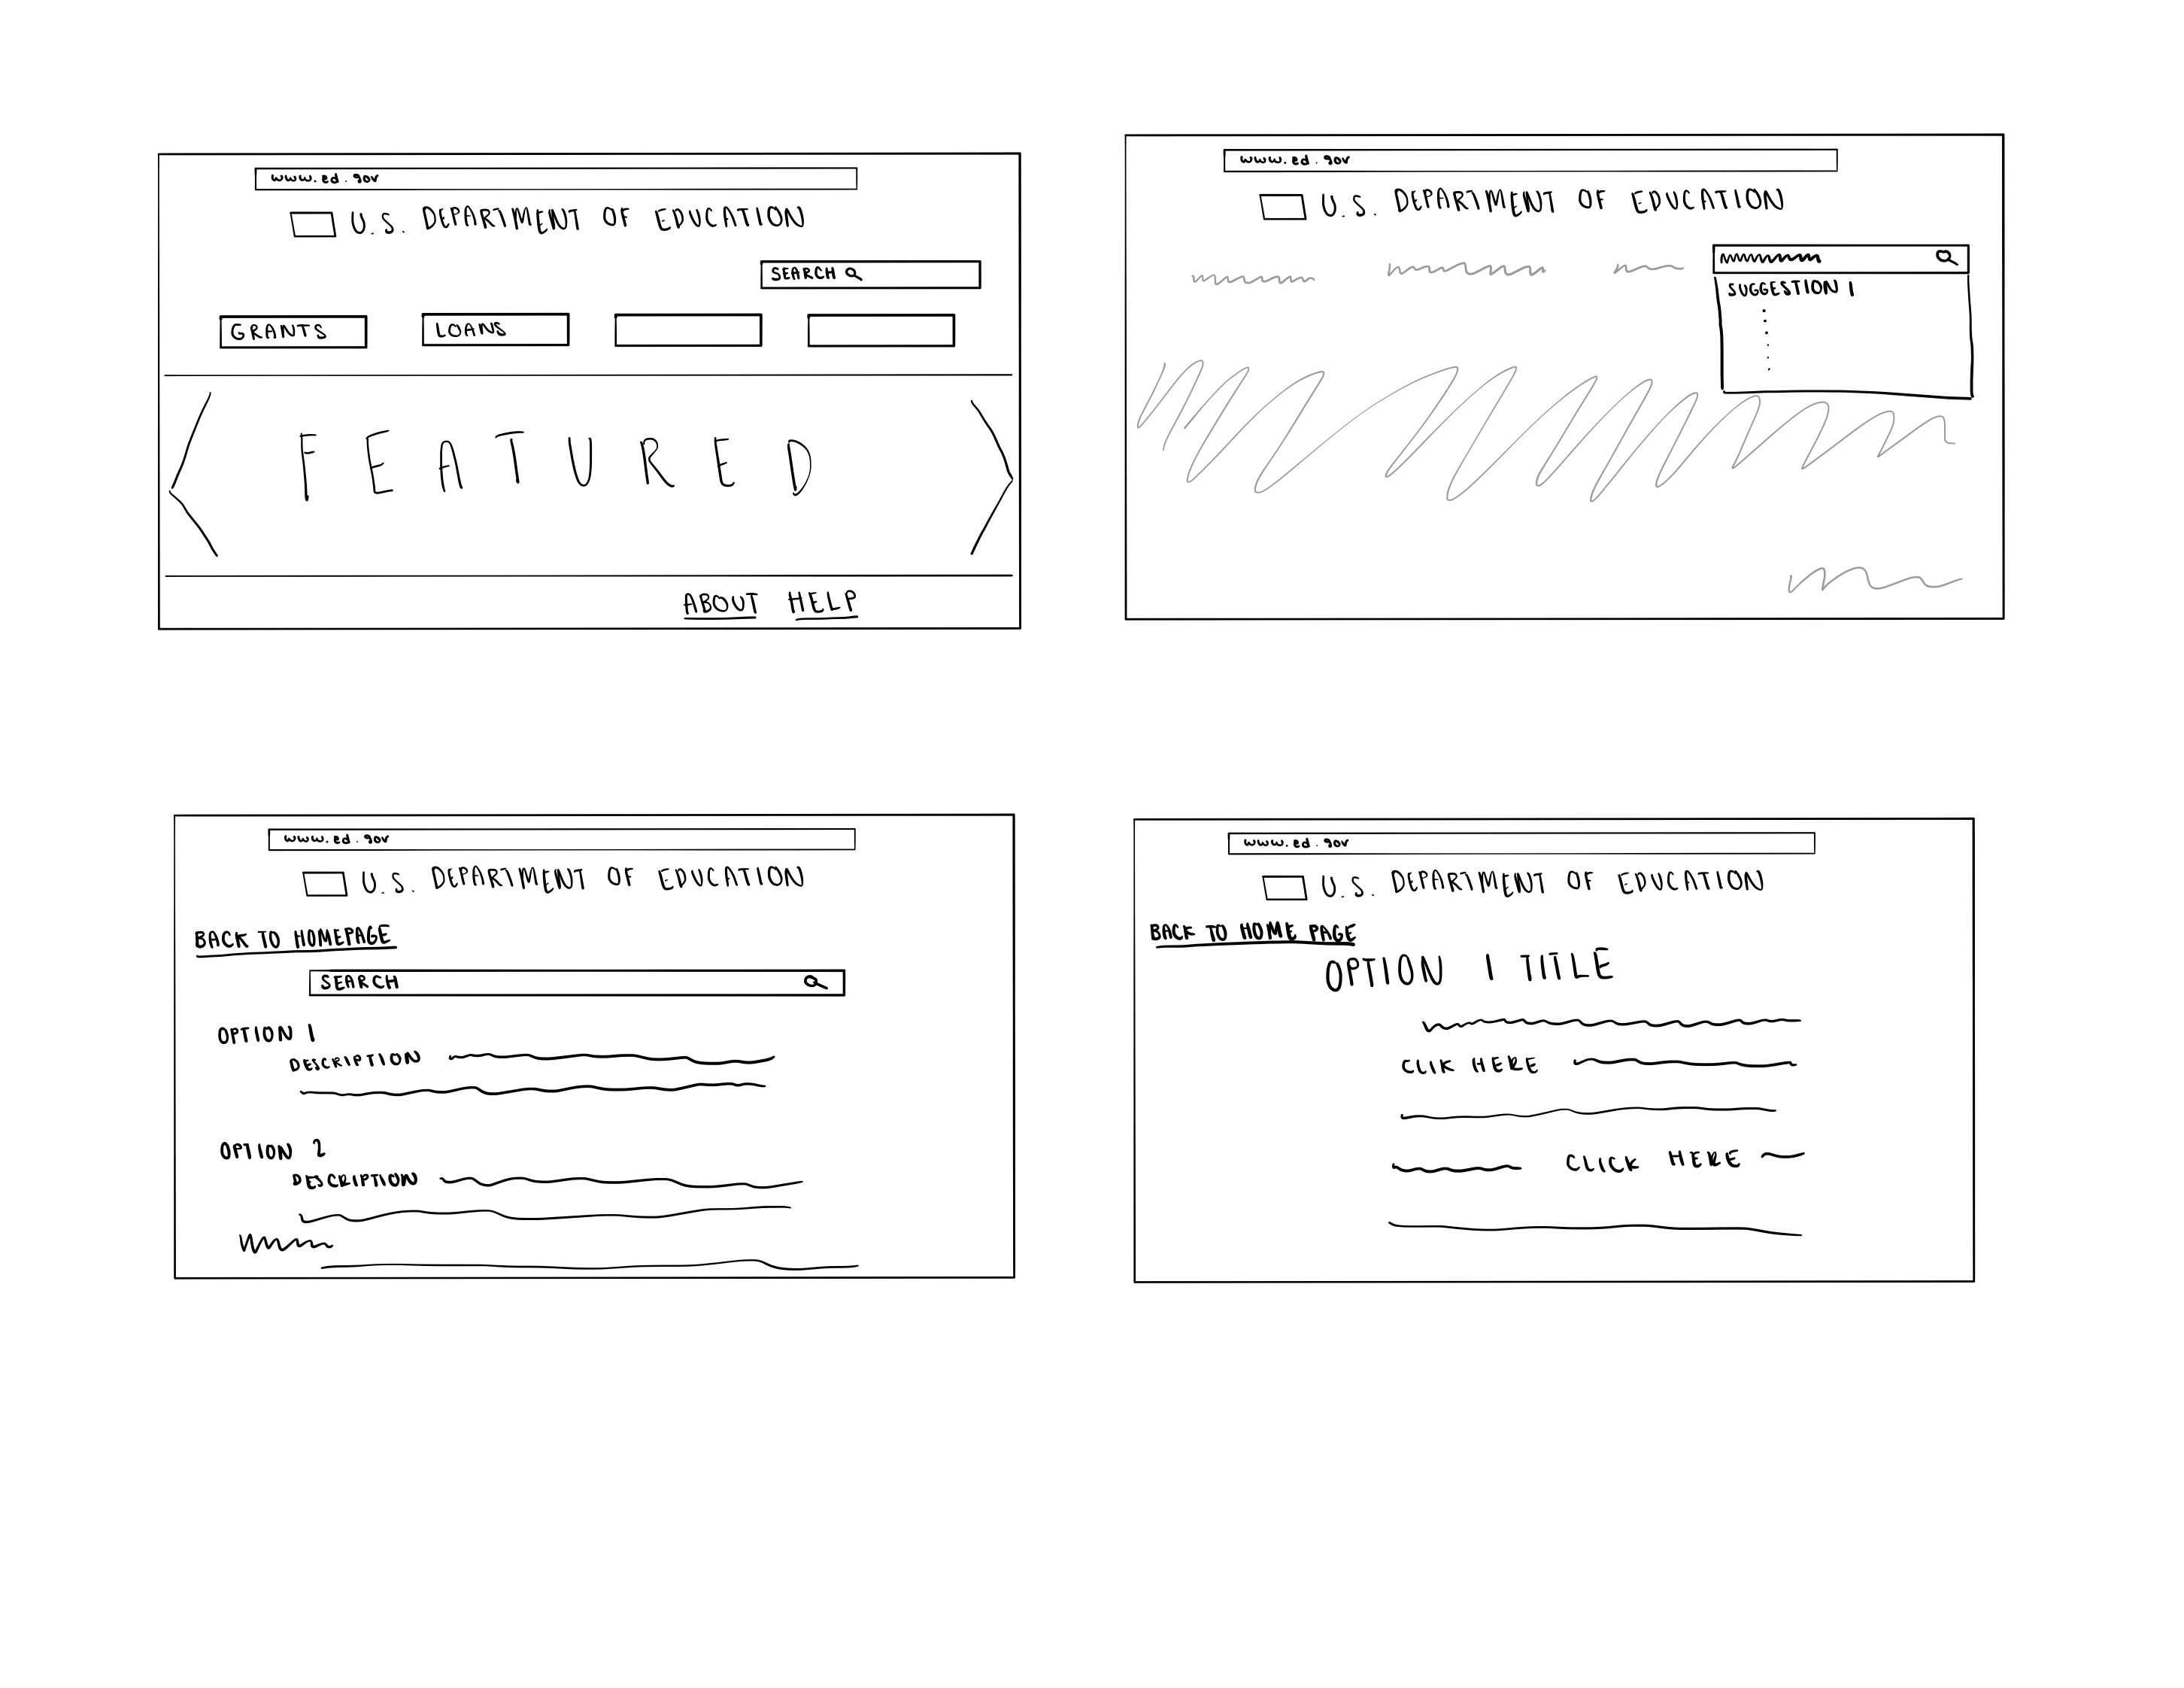 www.ed.gov
U.S. DEPARTMENT OF EDUCATION
SEARCH
GRANTS LOANS
FEATURED
ABOUT HELP
www.ed.gov
U.S. DEPARTMENT OF EDUCATION
SUGGESTION 1
www.ed.gov
U.S. DEPARTMENT OF EDUCATION
BACK TO HOMEPAGE
SEARCH
OPTION 1
DESCRIPTION
OPTION 2
DESCRIPTION
www.ed.gov
U.S. DEPARTMENT OF EDUCATION
BACK TO HOME PAGE
OPTION 1 TITLE
CLIK HERE
CLICK HERE